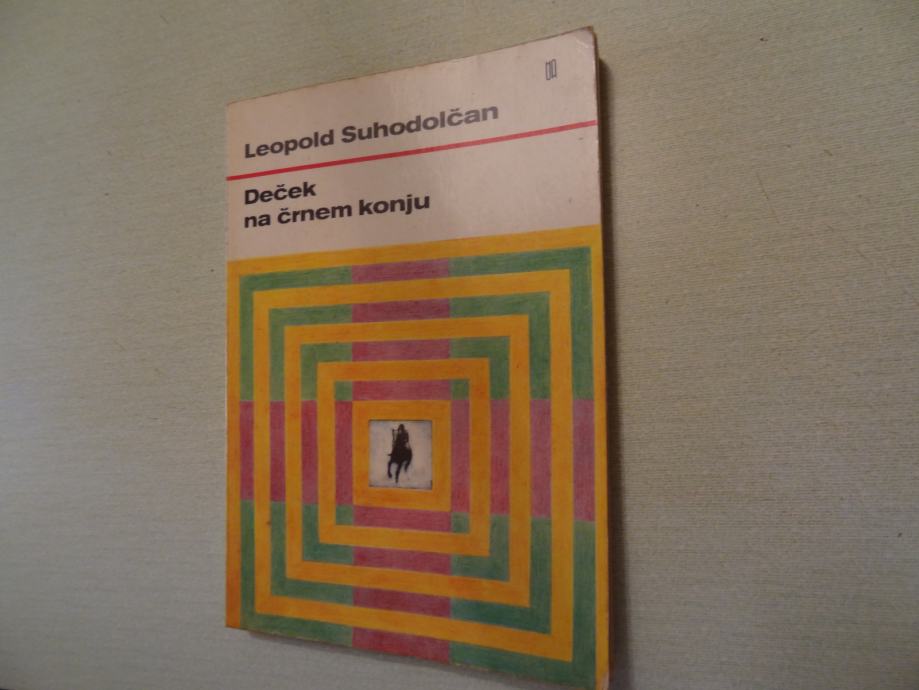 Leopold Suhodolčan
Deček
na črnem konju